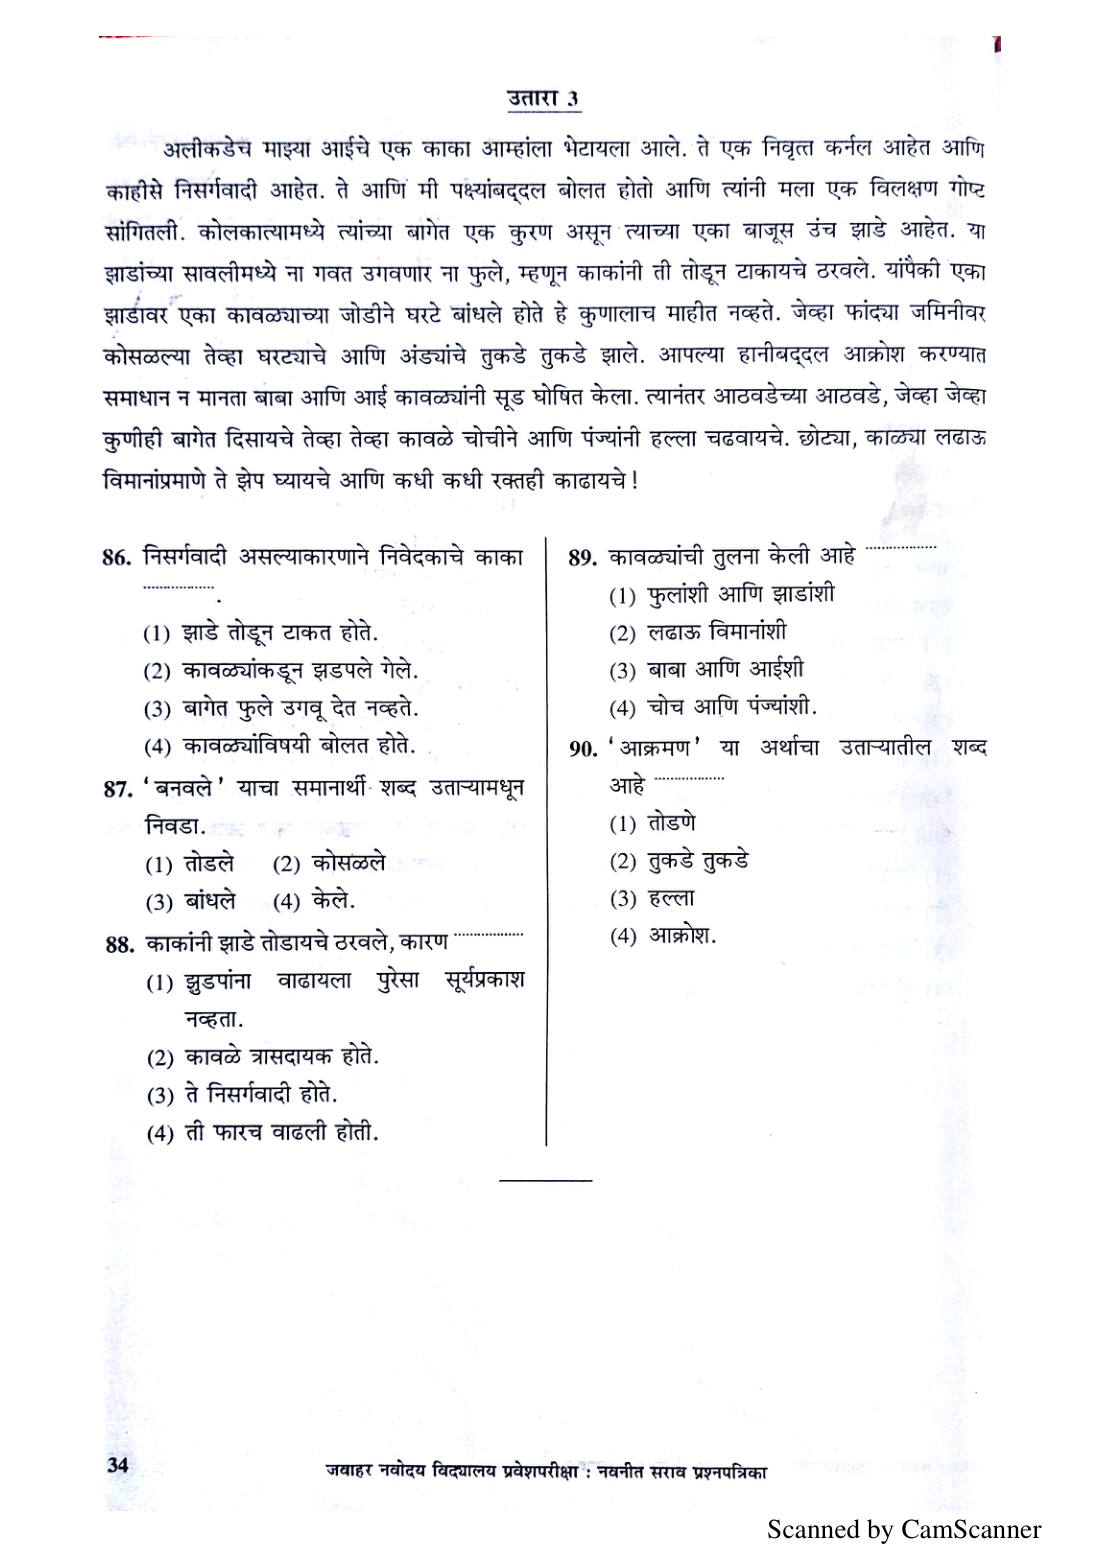 उतारा 3
अलीकडेच माझ्या आईचे एक काका आम्हांला भेटायला आले. ते एक निवृत्त कर्नल आहेत आणि
काहीसे निसर्गवादी आहेत. ते आणि मी पक्ष्यांबद्दल बोलत होतो आणि त्यांनी मला एक विलक्षण गोष्ट
सांगितली. कोलकात्यामध्ये त्यांच्या बागेत एक कुरण असून त्याच्या एका बाजूस उंच झाडे आहेत. या
झाडांच्या सावलीमध्ये ना गवत उगवणार ना फुले, म्हणून काकांनी ती तोडून टाकायचे ठरवले. यांपैकी एका
झाडावर एका कावळ्याच्या जोडीने घरटे बांधले होते हे कुणालाच माहीत नव्हते. जेव्हा फांद्या जमिनीवर
कोसळल्या तेव्हा घरट्याचे आणि अंड्यांचे तुकडे तुकडे झाले. आपल्या हानीबद्दल आक्रोश करण्यात
समाधान न मानता बाबा आणि आई कावळ्यांनी सूड घोषित केला. त्यानंतर आठवडेच्या आठवडे, जेव्हा जेव्हा
कुणीही बागेत दिसायचे तेव्हा तेव्हा कावळे चोचीने आणि पंज्यांनी हल्ला चढवायचे. छोट्या, काळ्या लढाऊ
विमानांप्रमाणे ते झेप घ्यायचे आणि कधी कधी रक्तही काढायचे !
86. निसर्गवादी असल्याकारणाने निवेदकाचे काका
.................. .
(1) झाडे तोडून टाकत होते.
(2) कावळ्यांकडून झडपले गेले.
(3) बागेत फुले उगवू देत नव्हते.
(4) कावळ्यांविषयी बोलत होते.
87. ‘बनवले’ याचा समानार्थी शब्द उताऱ्यामधून
निवडा.
(1) तोडले (2) कोसळले
(3) बांधले (4) केले.
88. काकांनी झाडे तोडायचे ठरवले, कारण ..................
(1) झुडपांना वाढायला पुरेसा सूर्यप्रकाश
नव्हता.
(2) कावळे त्रासदायक होते.
(3) ते निसर्गवादी होते.
(4) ती फारच वाढली होती.
89. कावळ्यांची तुलना केली आहे ..................
(1) फुलांशी आणि झाडांशी
(2) लढाऊ विमानांशी
(3) बाबा आणि आईशी
(4) चोच आणि पंज्यांशी.
90. ‘आक्रमण’ या अर्थाचा उताऱ्यातील शब्द
आहे ..................
(1) तोडणे
(2) तुकडे तुकडे
(3) हल्ला
(4) आक्रोश.
34
जवाहर नवोदय विद्यालय प्रवेशपरीक्षा : नवनीत सराव प्रश्नपत्रिका
Scanned by CamScanner